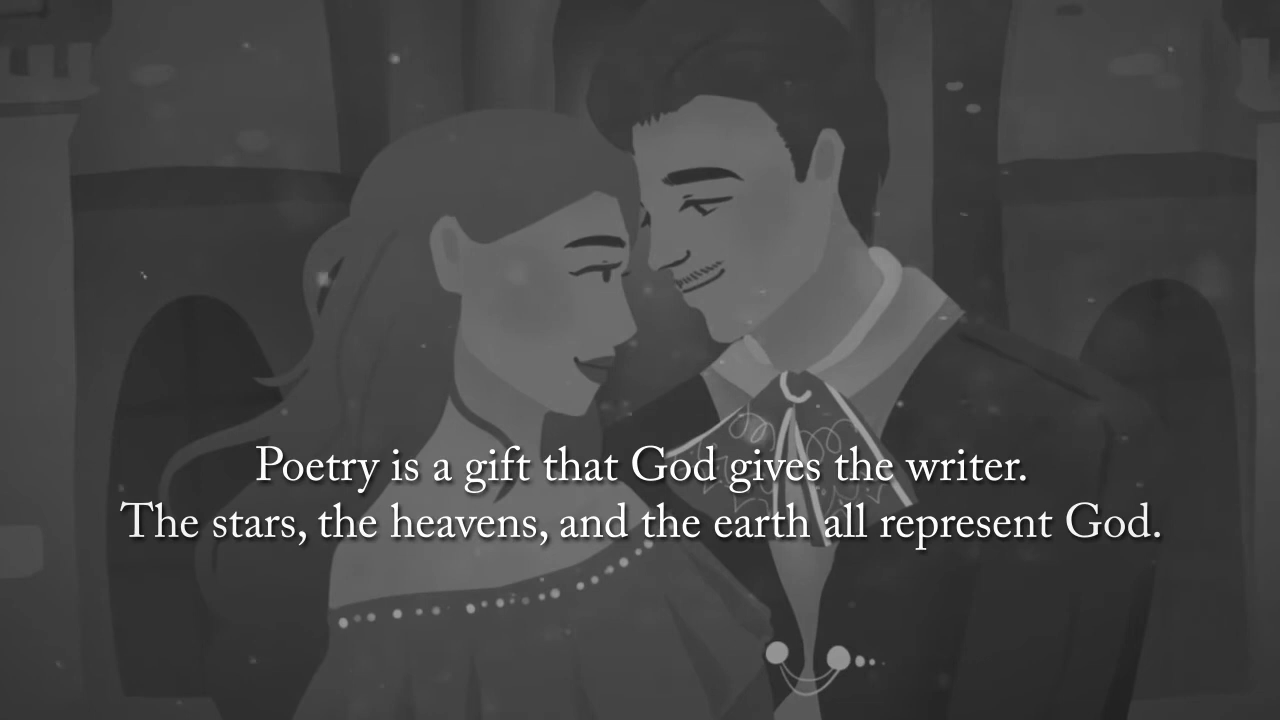 Poetry is a gift that God gives the writer.
The stars, the heavens, and the earth all represent God.